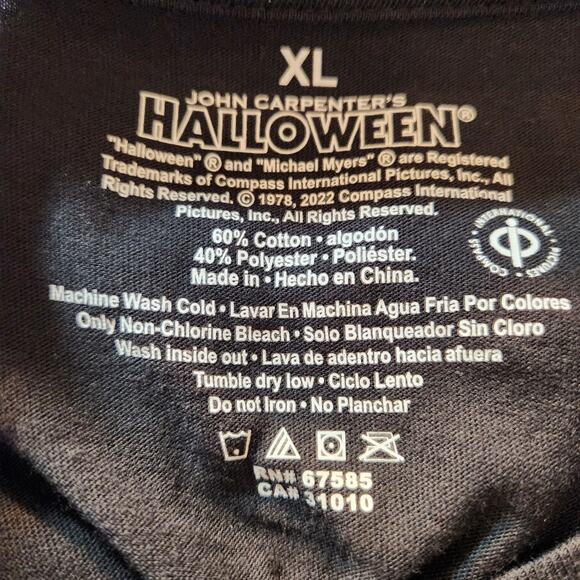 XL
JOHN CARPENTER'S
HALLOWEEN®
"Halloween" ® and "Michael Myers" ® are Registered
Trademarks of Compass International Pictures, Inc., All
Rights Reserved. © 1978, 2022 Compass International
Pictures, Inc., All Rights Reserved.
COMPASS INTERNATIONAL PICTURES
60% Cotton • algodón
40% Polyester • Poliéster.
Made in • Hecho en China.
Machine Wash Cold • Lavar En Machina Agua Fria Por Colores
Only Non-Chlorine Bleach • Solo Blanqueador Sin Cloro
Wash inside out • Lava de adentro hacia afuera
Tumble dry low • Ciclo Lento
Do not Iron • No Planchar
RN# 67585
CA# 31010